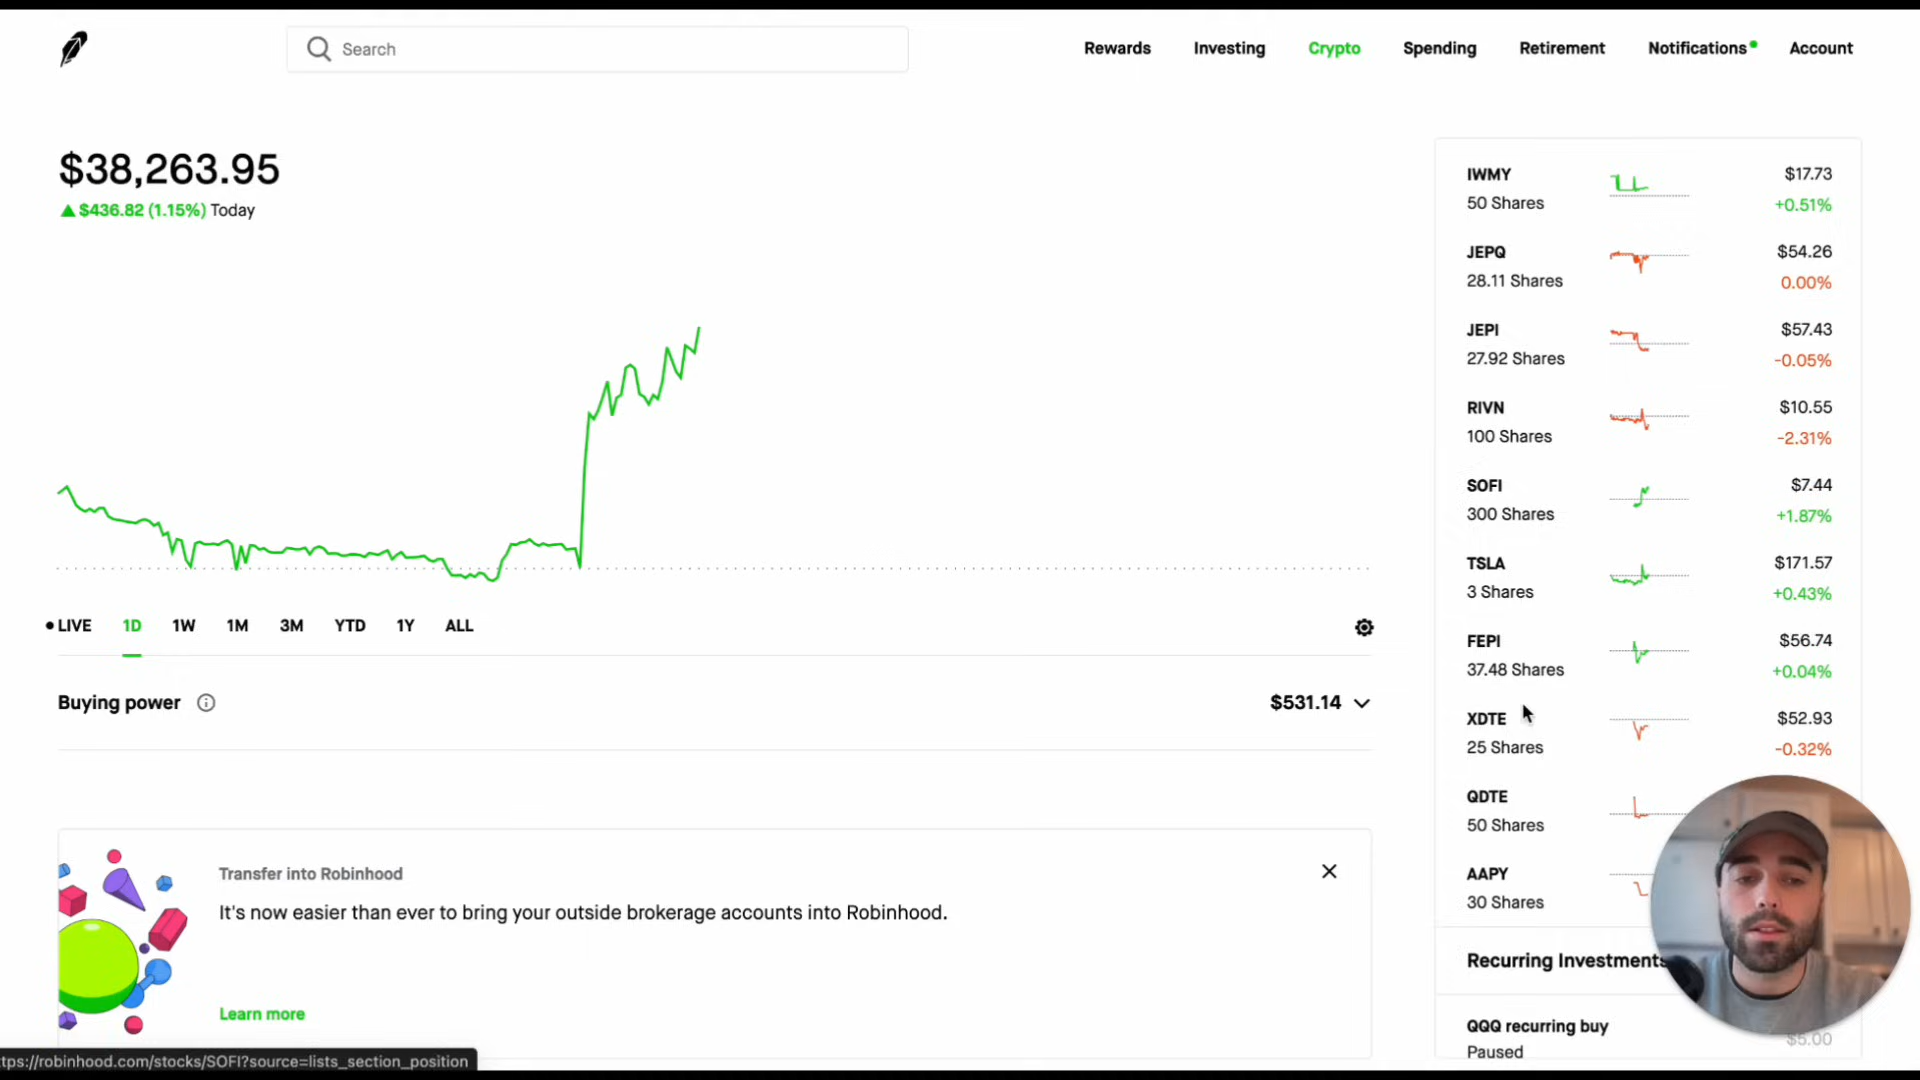 Search
Rewards
Investing
Crypto
Spending
Retirement
Notifications
Account
$38,263.95
$436.82 (1.15%) Today
LIVE
1D
1W
1M
3M
YTD
1Y
ALL
Buying power
$531.14
Transfer into Robinhood
It's now easier than ever to bring your outside brokerage accounts into Robinhood.
Learn more
tps://robinhood.com/stocks/SOFI?source=lists_section_position
IWMY
$17.73
50 Shares
+0.51%
JEPQ
$54.26
28.11 Shares
0.00%
JEPI
$57.43
27.92 Shares
-0.05%
RIVN
$10.55
100 Shares
-2.31%
SOFI
$7.44
300 Shares
+1.87%
TSLA
$171.57
3 Shares
+0.43%
FEPI
$56.74
37.48 Shares
+0.04%
XDTE
$52.93
25 Shares
-0.32%
QDTE
50 Shares
AAPY
30 Shares
Recurring Investments
QQQ recurring buy
Paused
$5.00